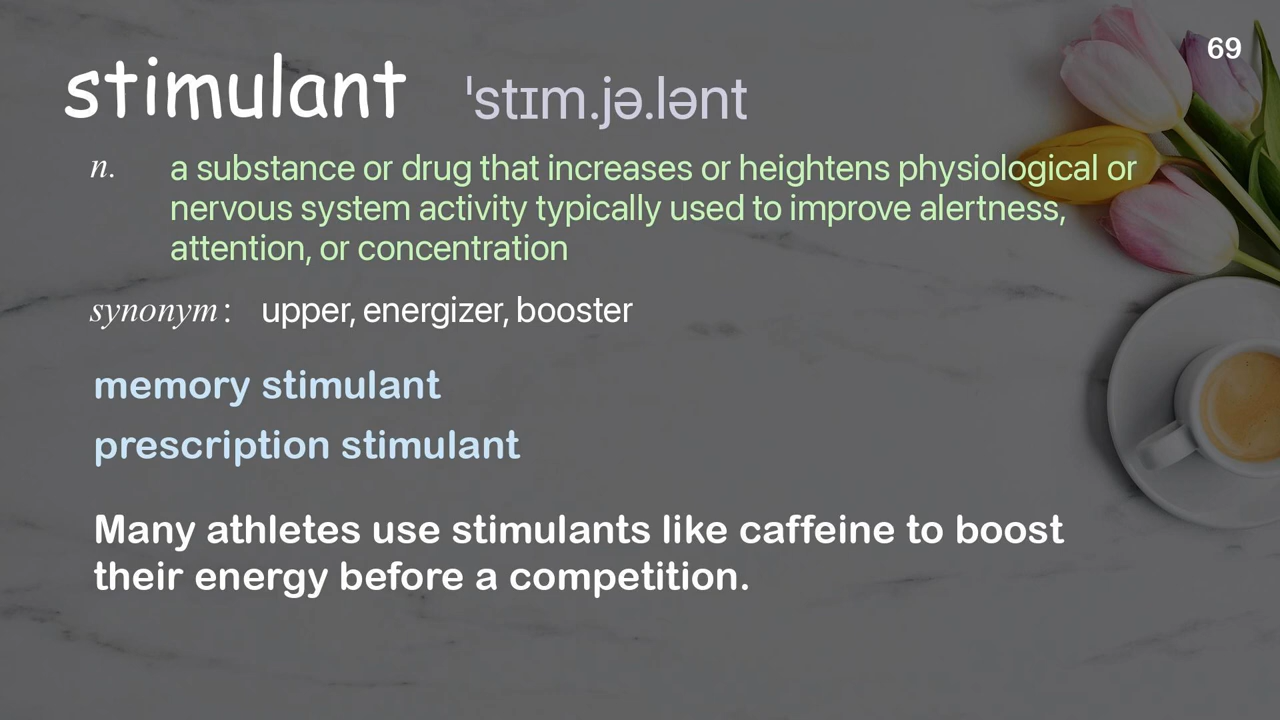 69
stimulant ˈstɪm.jə.lənt
n. a substance or drug that increases or heightens physiological or
nervous system activity typically used to improve alertness,
attention, or concentration
synonym: upper, energizer, booster
memory stimulant
prescription stimulant
Many athletes use stimulants like caffeine to boost
their energy before a competition.